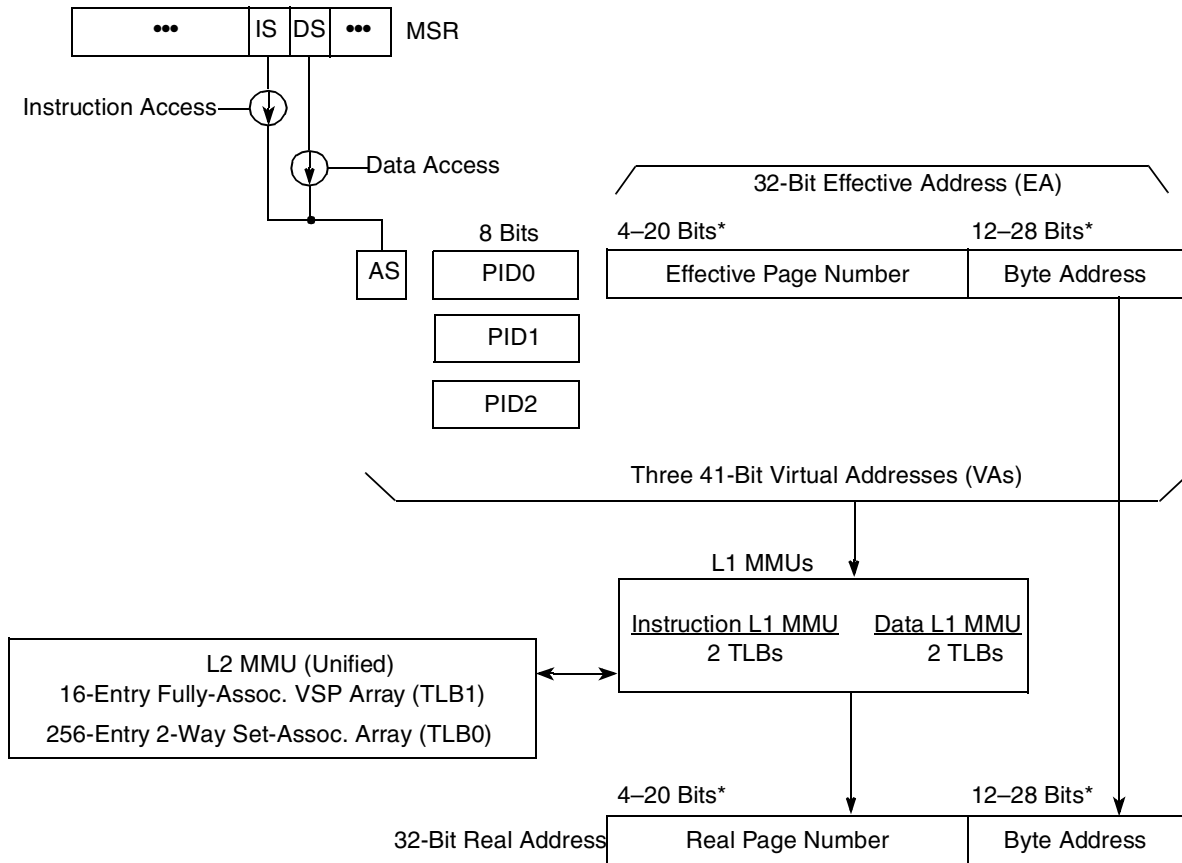 ••• IS DS ••• MSR
Instruction Access
Data Access
32-Bit Effective Address (EA)
8 Bits 4–20 Bits* 12–28 Bits*
AS PID0 Effective Page Number Byte Address
PID1
PID2
Three 41-Bit Virtual Addresses (VAs)
L1 MMUs
Instruction L1 MMU Data L1 MMU
2 TLBs 2 TLBs
L2 MMU (Unified)
16-Entry Fully-Assoc. VSP Array (TLB1)
256-Entry 2-Way Set-Assoc. Array (TLB0)
4–20 Bits* 12–28 Bits*
32-Bit Real Address Real Page Number Byte Address